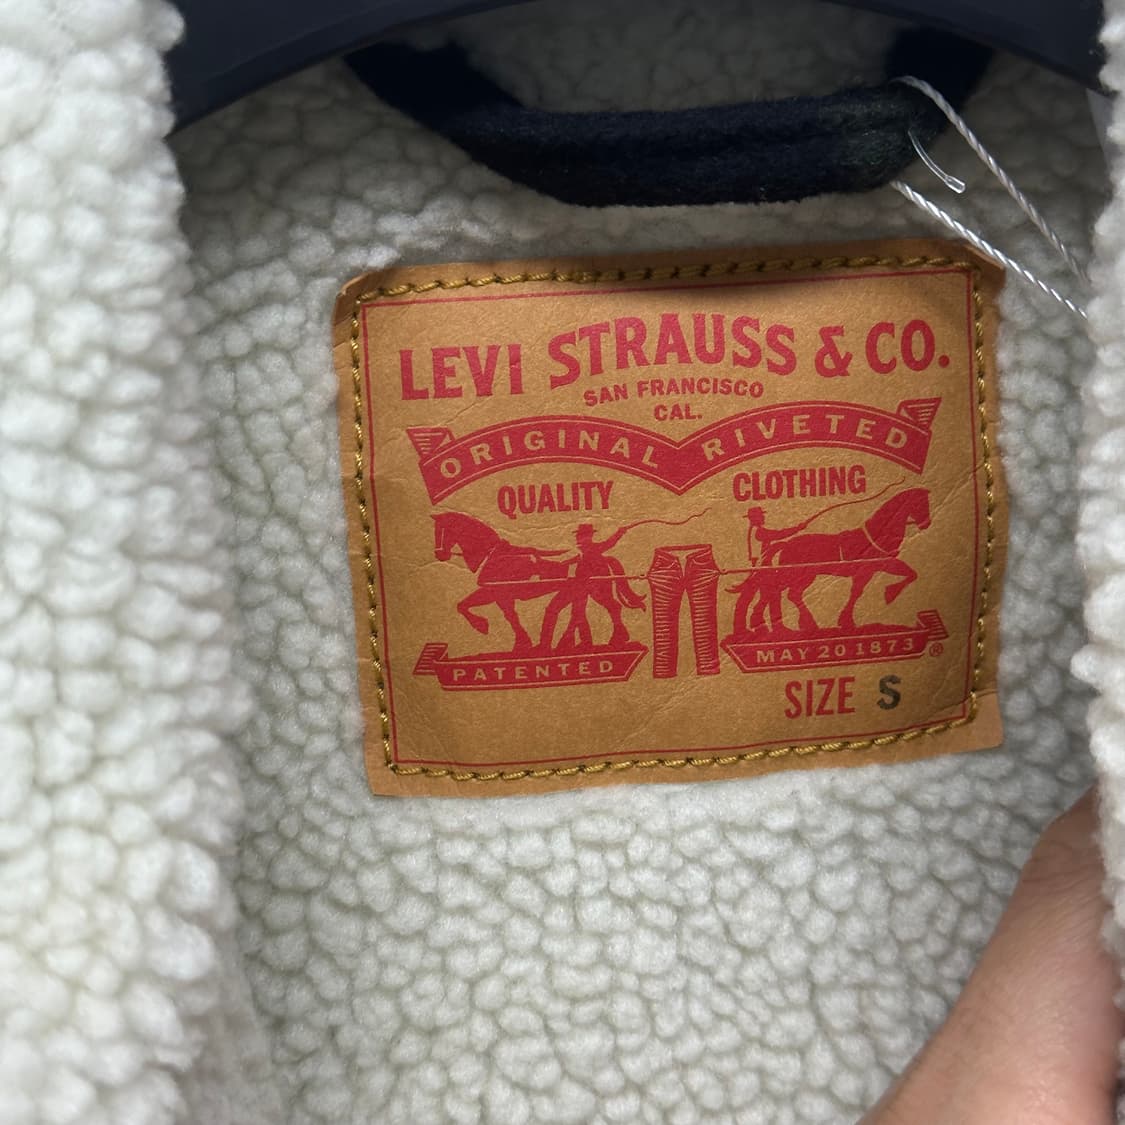 LEVI STRAUSS & CO.
SAN FRANCISCO
CAL.
ORIGINAL RIVETED
QUALITY CLOTHING
PATENTED MAY 20 1873 ®
SIZE S